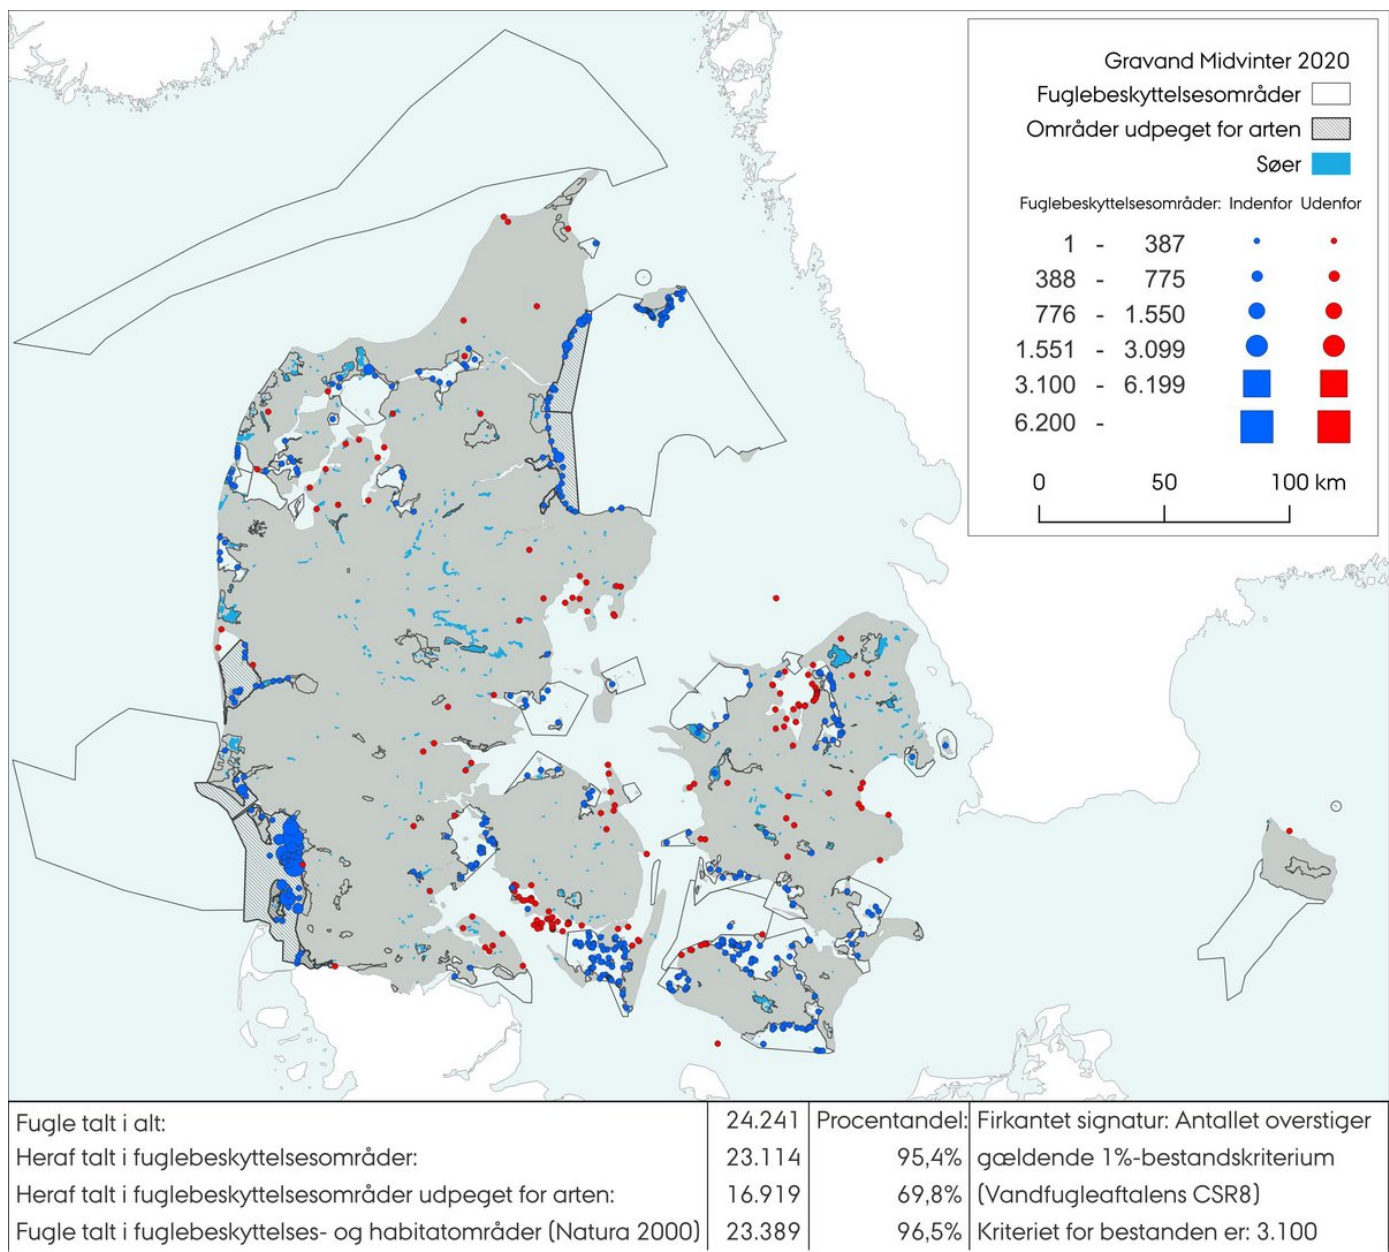 Gravand Midvinter 2020
Fuglebeskyttelsesområder
Områder udpeget for arten
Søer
Fuglebeskyttelsesområder: Indenfor Udenfor
1 - 387
388 - 775
776 - 1.550
1.551 - 3.099
3.100 - 6.199
6.200 -
0 50 100 km
Fugle talt i alt: 24.241 Procentandel: Firkantet signatur: Antallet overstiger
Heraf talt i fuglebeskyttelsesområder: 23.114 95,4% gældende 1%-bestandskriterium
Heraf talt i fuglebeskyttelsesområder udpeget for arten: 16.919 69,8% (Vandfugleaftalens CSR8)
Fugle talt i fuglebeskyttelses- og habitatområder (Natura 2000) 23.389 96,5% Kriteriet for bestanden er: 3.100